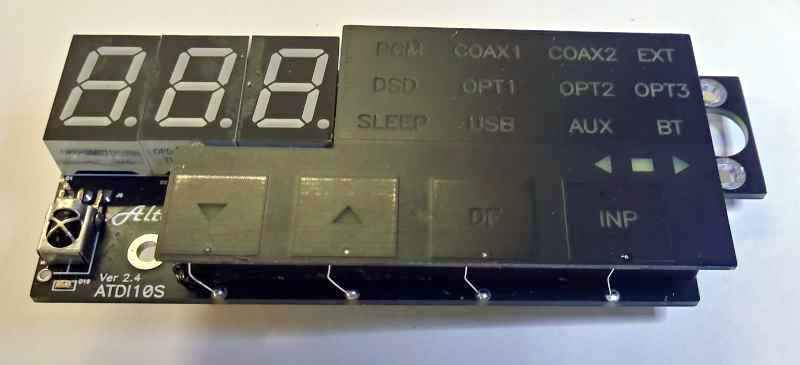 PCM COAX1 COAX2 EXT
DSD OPT1 OPT2 OPT3
SLEEP USB AUX BT
DF INP
Ver 2.4
ATDI10S